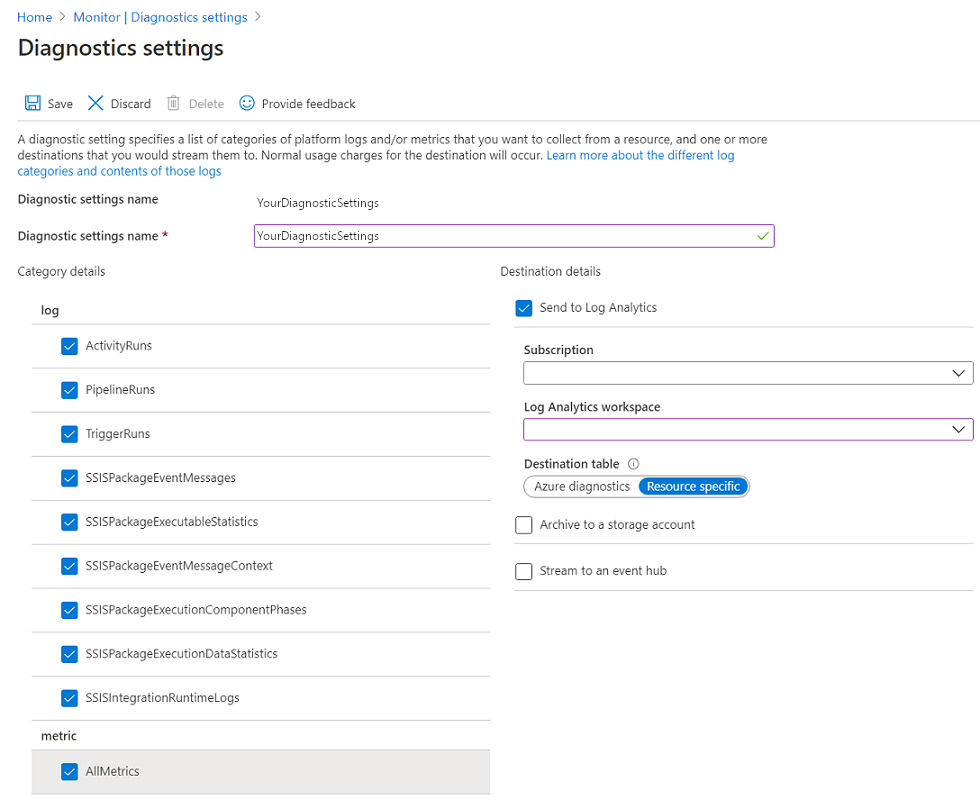 Home > Monitor | Diagnostics settings >
Diagnostics settings
Save Discard Delete Provide feedback
A diagnostic setting specifies a list of categories of platform logs and/or metrics that you want to collect from a resource, and one or more
destinations that you would stream them to. Normal usage charges for the destination will occur. Learn more about the different log
categories and contents of those logs
Diagnostic settings name YourDiagnosticSettings
Diagnostic settings name * YourDiagnosticSettings
Category details
log
ActivityRuns
PipelineRuns
TriggerRuns
SSISPackageEventMessages
SSISPackageExecutableStatistics
SSISPackageEventMessageContext
SSISPackageExecutionComponentPhases
SSISPackageExecutionDataStatistics
SSISIntegrationRuntimeLogs
metric
AllMetrics
Destination details
Send to Log Analytics
Subscription
Log Analytics workspace
Destination table
Azure diagnostics Resource specific
Archive to a storage account
Stream to an event hub